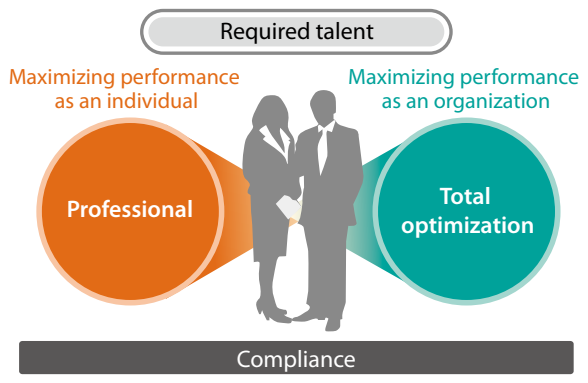 Required talent
Maximizing performance
as an individual
Maximizing performance
as an organization
Professional
Total
optimization
Compliance